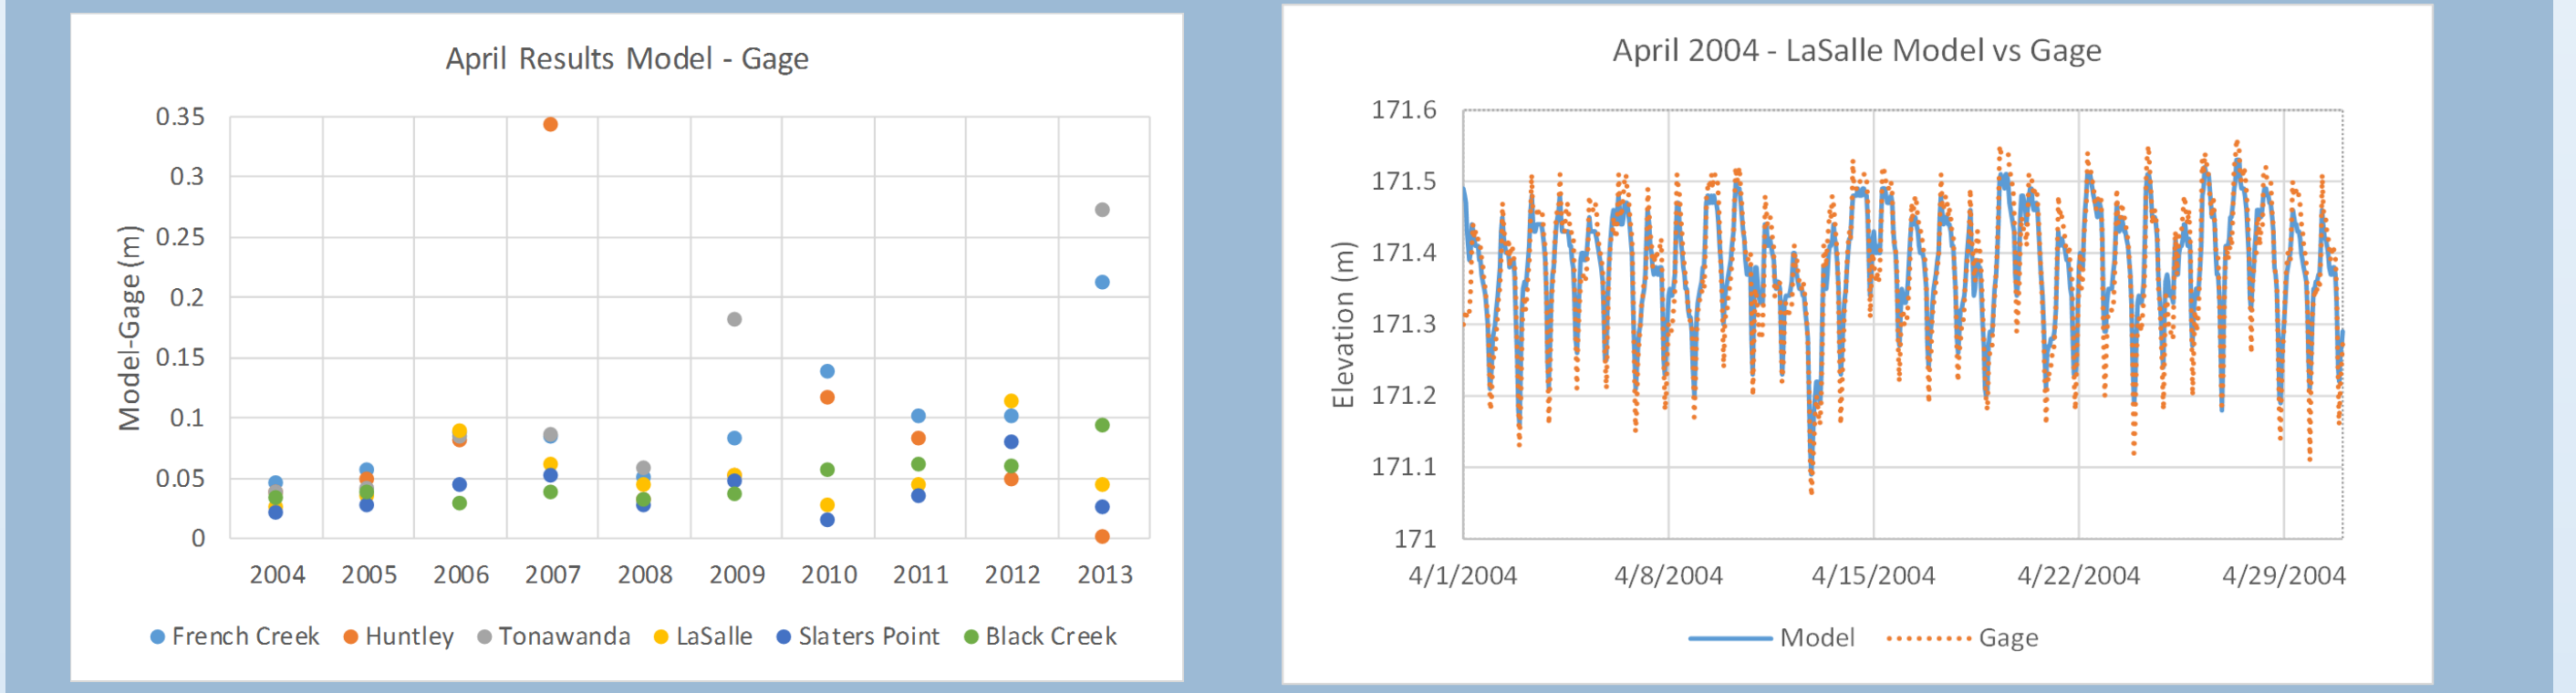 April Results Model - Gage
Model-Gage (m)
0.35
0.3
0.25
0.2
0.15
0.1
0.05
0
2004 2005 2006 2007 2008 2009 2010 2011 2012 2013
French Creek Huntley Tonawanda LaSalle Slaters Point Black Creek
April 2004 - LaSalle Model vs Gage
Elevation (m)
171.6
171.5
171.4
171.3
171.2
171.1
171
4/1/2004 4/8/2004 4/15/2004 4/22/2004 4/29/2004
Model Gage